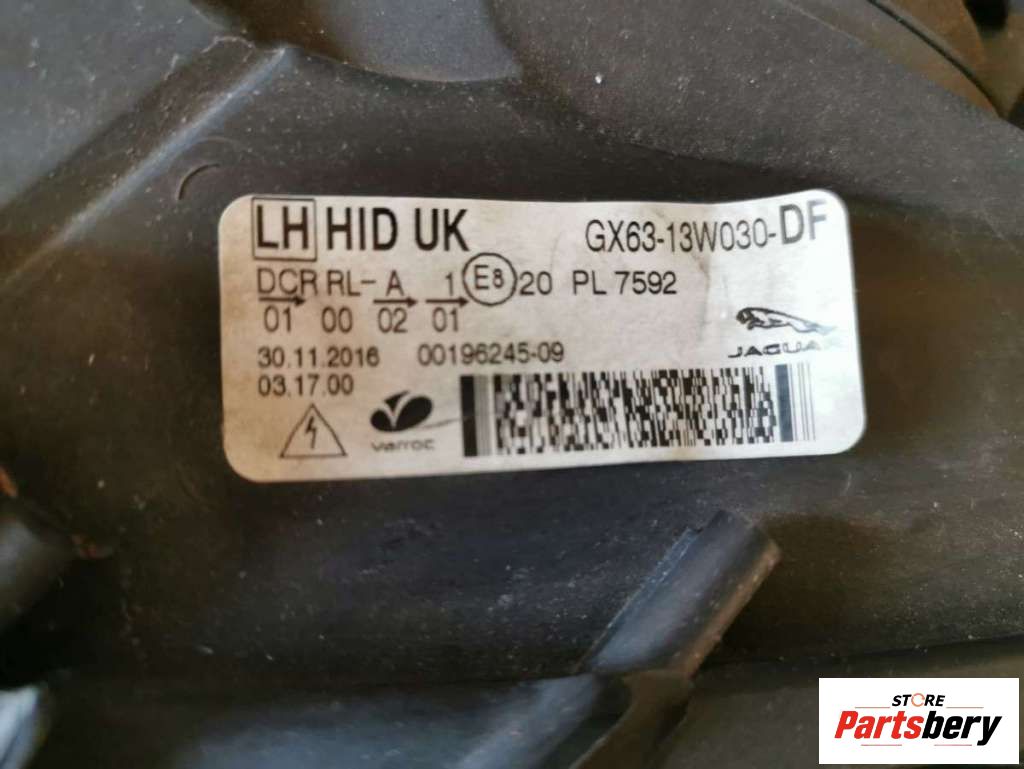 LH HID UK GX63-13W030-DF
DCR RL- A 1 E8 20 PL 7592
01 00 02 01
JAGUA
30.11.2016 00196245-09
03.17.00
varroc
STORE
Partsbery